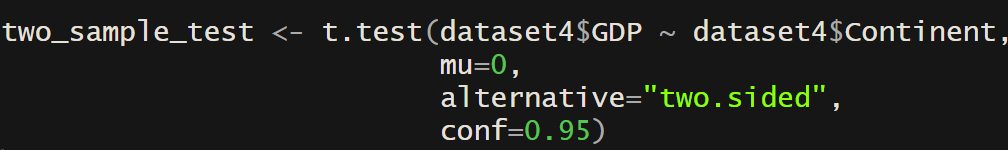 two_sample_test <- t.test(dataset4$GDP ~ dataset4$Continent,
mu=0,
alternative="two.sided",
conf=0.95)